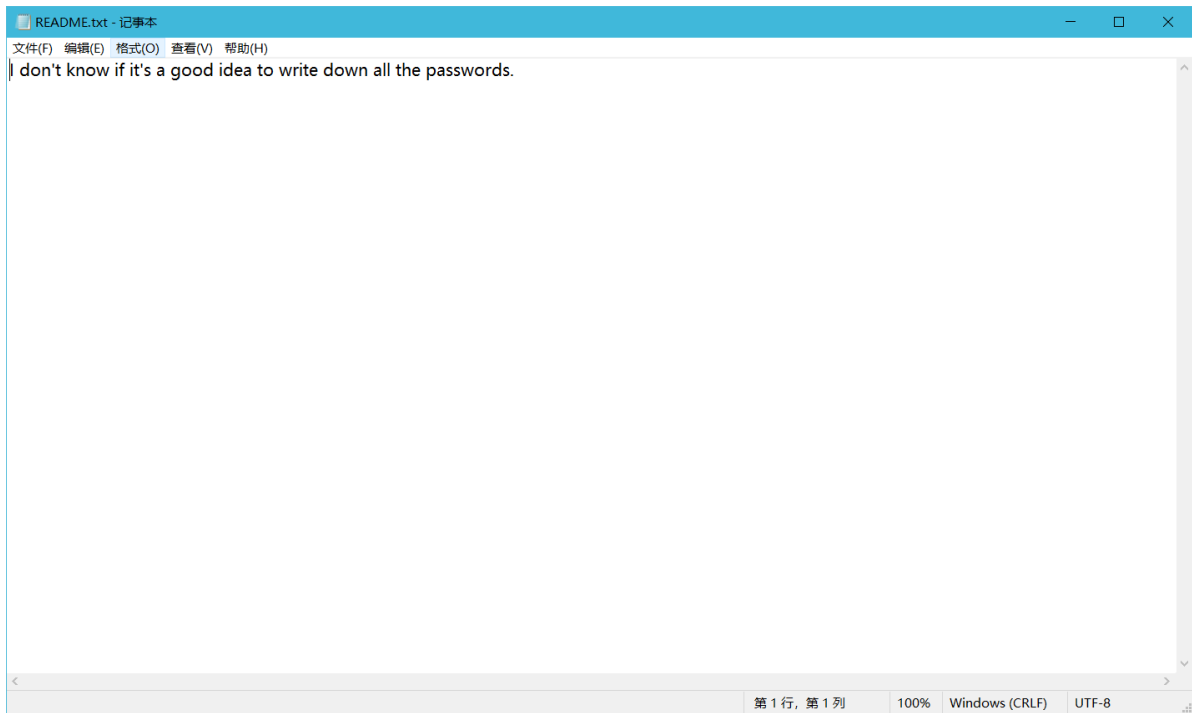 README.txt - 记事本
文件(F) 编辑(E) 格式(O) 查看(V) 帮助(H)
I don't know if it's a good idea to write down all the passwords.
第 1 行，第 1 列 100% Windows (CRLF) UTF-8